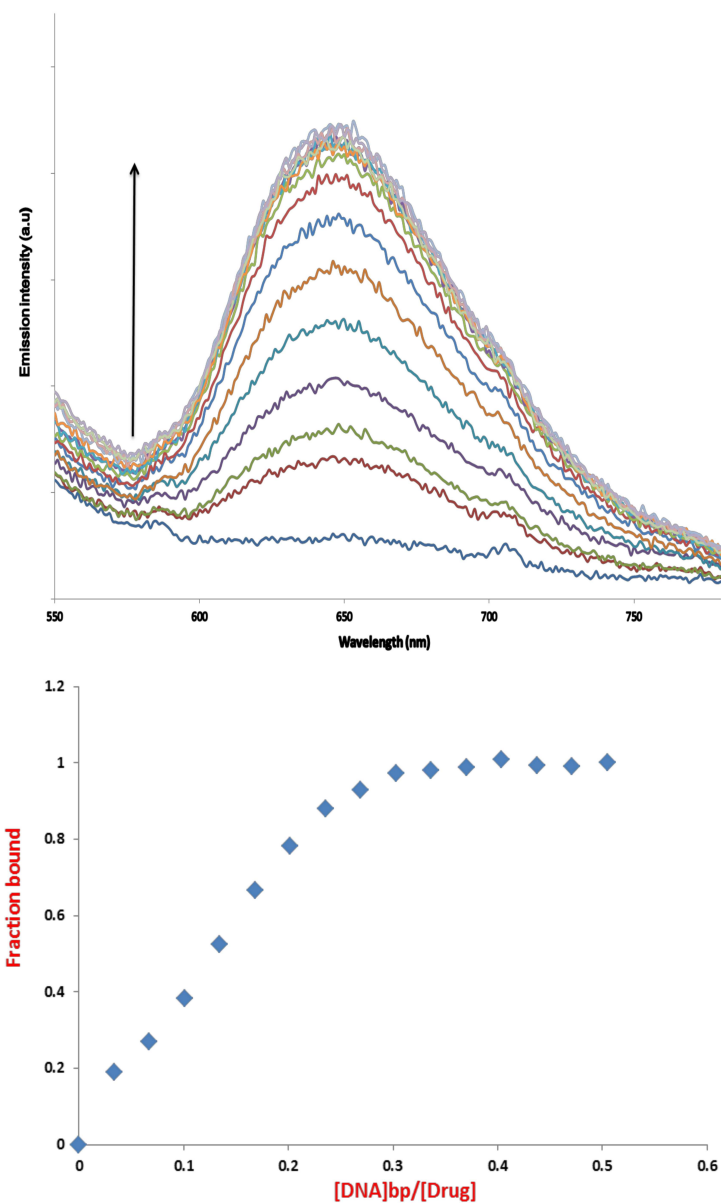 Emission intensity (a.u)
550 600 650 700 750
Wavelength (nm)
1.2
1
0.8
0.6
0.4
0.2
0
Fraction bound
0 0.1 0.2 0.3 0.4 0.5 0.6
[DNA]bp/[Drug]